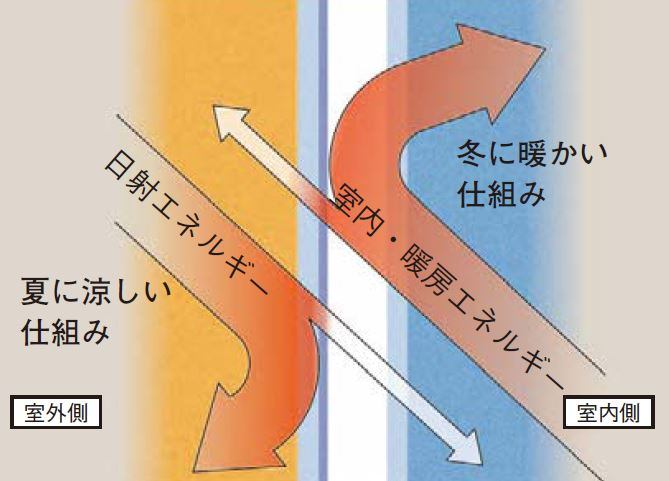 冬に暖かい
仕組み
日射エネルギー
室内・暖房エネルギー
夏に涼しい
仕組み
室外側
室内側